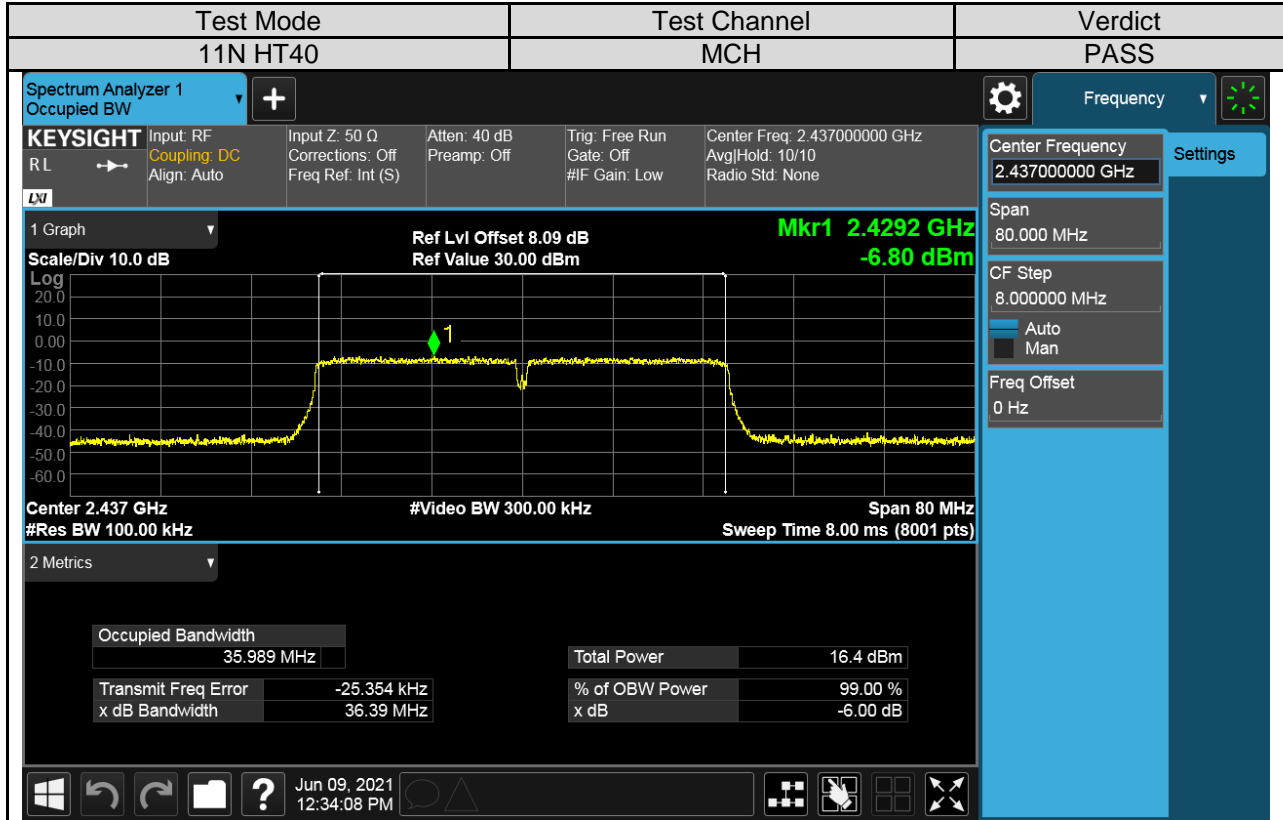 Test Mode Test Channel Verdict
11N HT40 MCH PASS
Spectrum Analyzer 1
Occupied BW
Frequency
KEYSIGHT Input: RF Input Z: 50 Ω Atten: 40 dB Trig: Free Run Center Freq: 2.437000000 GHz
RL Coupling: DC Corrections: Off Preamp: Off Gate: Off Avg|Hold: 10/10
Align: Auto Freq Ref: Int (S) #IF Gain: Low Radio Std: None
LXI
Center Frequency
2.437000000 GHz
Settings
Span
80.000 MHz
CF Step
8.000000 MHz
Auto
Man
Freq Offset
0 Hz
1 Graph Ref Lvl Offset 8.09 dB Mkr1 2.4292 GHz
Scale/Div 10.0 dB Ref Value 30.00 dBm -6.80 dBm
Log
20.0
10.0
0.00
-10.0
-20.0
-30.0
-40.0
-50.0
-60.0
1
Center 2.437 GHz #Video BW 300.00 kHz Span 80 MHz
#Res BW 100.00 kHz Sweep Time 8.00 ms (8001 pts)
2 Metrics
Occupied Bandwidth
35.989 MHz Total Power 16.4 dBm
Transmit Freq Error -25.354 kHz % of OBW Power 99.00 %
x dB Bandwidth 36.39 MHz x dB -6.00 dB
? Jun 09, 2021
12:34:08 PM